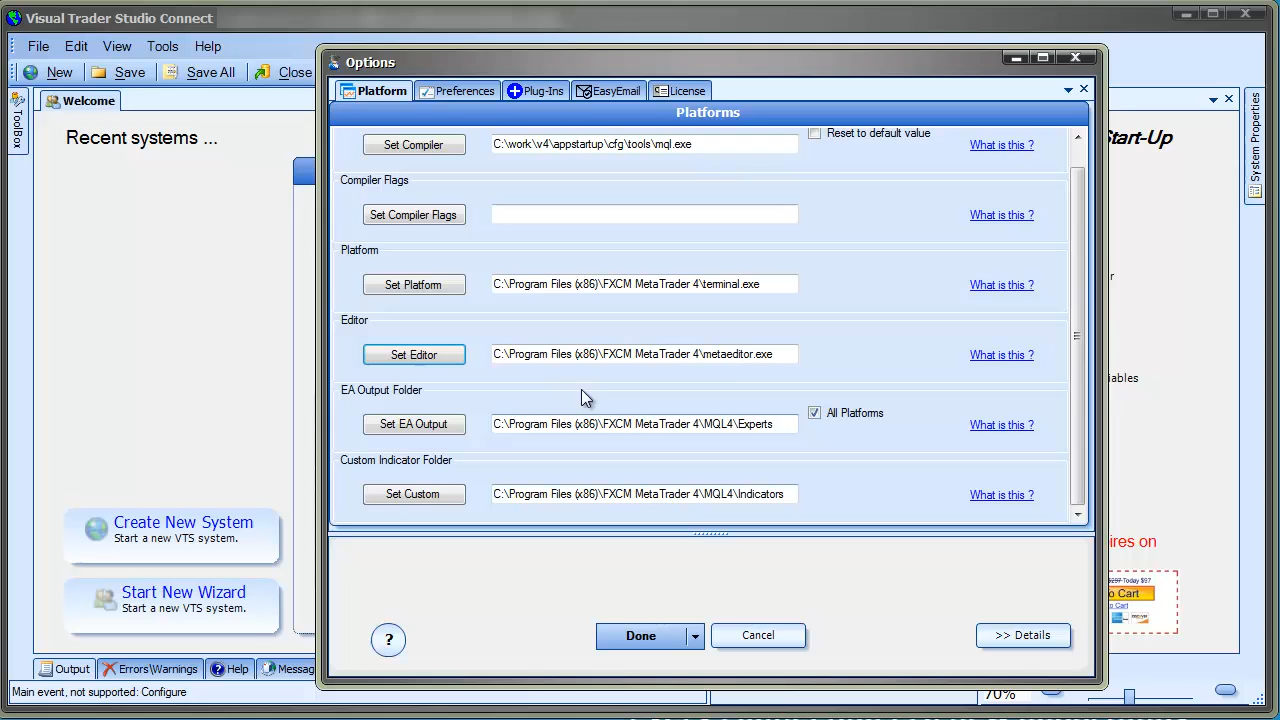 Visual Trader Studio Connect
File Edit View Tools Help
New Save Save All Close
ToolBox
Welcome
Recent systems ...
Create New System
Start a new VTS system.
Start New Wizard
Start a new VTS system.
Options
Platform Preferences Plug-Ins EasyEmail License
Platforms
Set Compiler C:\work\v4\appstartup\cfg\tools\mql.exe Reset to default value What is this ?
Compiler Flags
Set Compiler Flags What is this ?
Platform
Set Platform C:\Program Files (x86)\FXCM MetaTrader 4\terminal.exe What is this ?
Editor
Set Editor C:\Program Files (x86)\FXCM MetaTrader 4\metaeditor.exe What is this ?
EA Output Folder
Set EA Output C:\Program Files (x86)\FXCM MetaTrader 4\MQL4\Experts All Platforms What is this ?
Custom Indicator Folder
Set Custom C:\Program Files (x86)\FXCM MetaTrader 4\MQL4\Indicators What is this ?
? Done Cancel >> Details
Start-Up
System Properties
ires on
$297 Today $97
o Cart
to Cart
Output Errors\Warnings Help Messag
Main event, not supported: Configure
70%